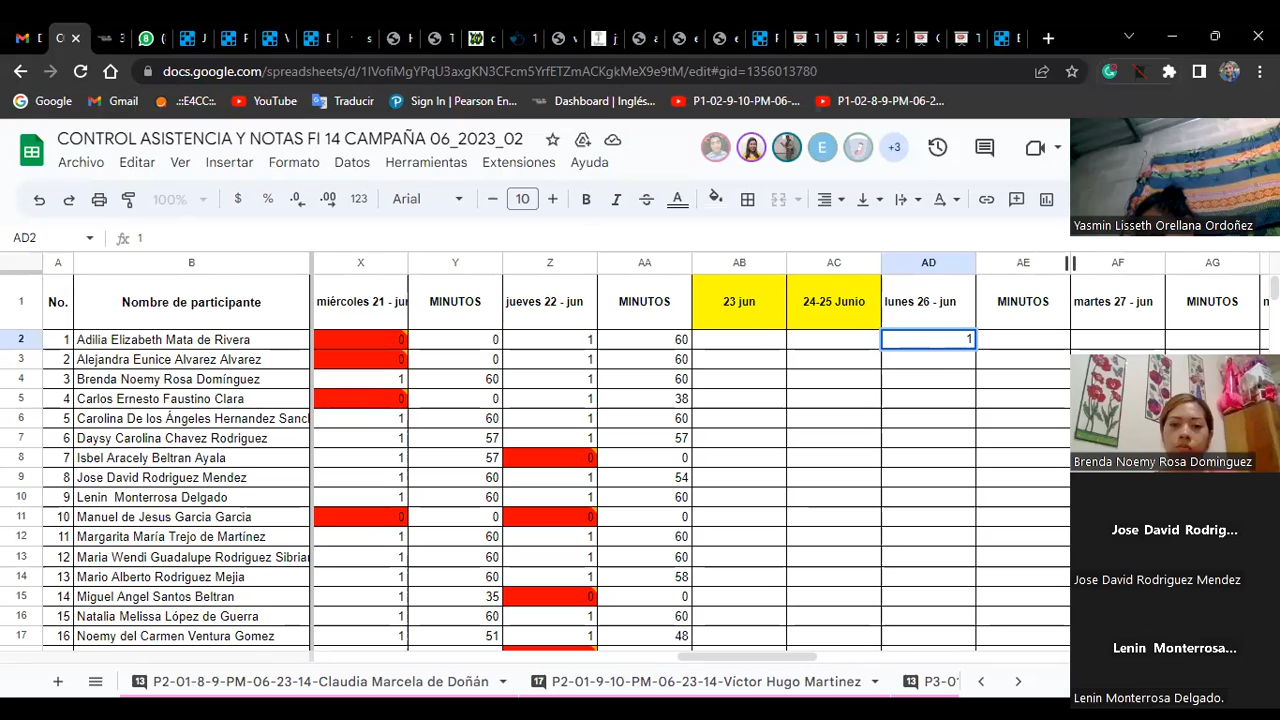 docs.google.com/spreadsheets/d/1IVofiMgYPqU3axgKN3CFcm5YrfETZmACKgkMeX9e9tM/edit#gid=1356013780
Google Gmail .::E4CC:. YouTube Traducir Sign In | Pearson En... Dashboard | Inglés... P1-02-9-10-PM-06-... P1-02-8-9-PM-06-2...
CONTROL ASISTENCIA Y NOTAS FI 14 CAMPAÑA 06_2023_02
E +3
Archivo Editar Ver Insertar Formato Datos Herramientas Extensiones Ayuda
100% $ % .0 .00 123 Arial 10 B I A
Yasmin Lisseth Orellana Ordoñez
AD2 fx 1
A B X Y Z AA AB AC AD AE AF AG
1 No. Nombre de participante miércoles 21 - jun MINUTOS jueves 22 - jun MINUTOS 23 jun 24-25 Junio lunes 26 - jun MINUTOS martes 27 - jun MINUTOS
2 1 Adilia Elizabeth Mata de Rivera 0 0 1 60 1
3 2 Alejandra Eunice Alvarez Alvarez 0 0 1 60
4 3 Brenda Noemy Rosa Domínguez 1 60 1 60
5 4 Carlos Ernesto Faustino Clara 0 0 1 38
6 5 Carolina De los Ángeles Hernandez Sanc 1 60 1 60
7 6 Daysy Carolina Chavez Rodriguez 1 57 1 57
8 7 Isbel Aracely Beltran Ayala 1 57 0 0
9 8 Jose David Rodriguez Mendez 1 60 1 54
10 9 Lenin Monterrosa Delgado 1 60 1 60
11 10 Manuel de Jesus Garcia Garcia 0 0 0 0
12 11 Margarita María Trejo de Martínez 1 60 1 60
13 12 Maria Wendi Guadalupe Rodriguez Sibrian 1 60 1 60
14 13 Mario Alberto Rodriguez Mejia 1 60 1 58
15 14 Miguel Angel Santos Beltran 1 35 0 0
16 15 Natalia Melissa López de Guerra 1 60 1 60
17 16 Noemy del Carmen Ventura Gomez 1 51 1 48
Brenda Noemy Rosa Dominguez
Jose David Rodrig...
Jose David Rodriguez Mendez
Lenin Monterrosa...
Lenin Monterrosa Delgado.
13 P2-01-8-9-PM-06-23-14-Claudia Marcela de Doñán 17 P2-01-9-10-PM-06-23-14-Víctor Hugo Martinez 13 P3-0